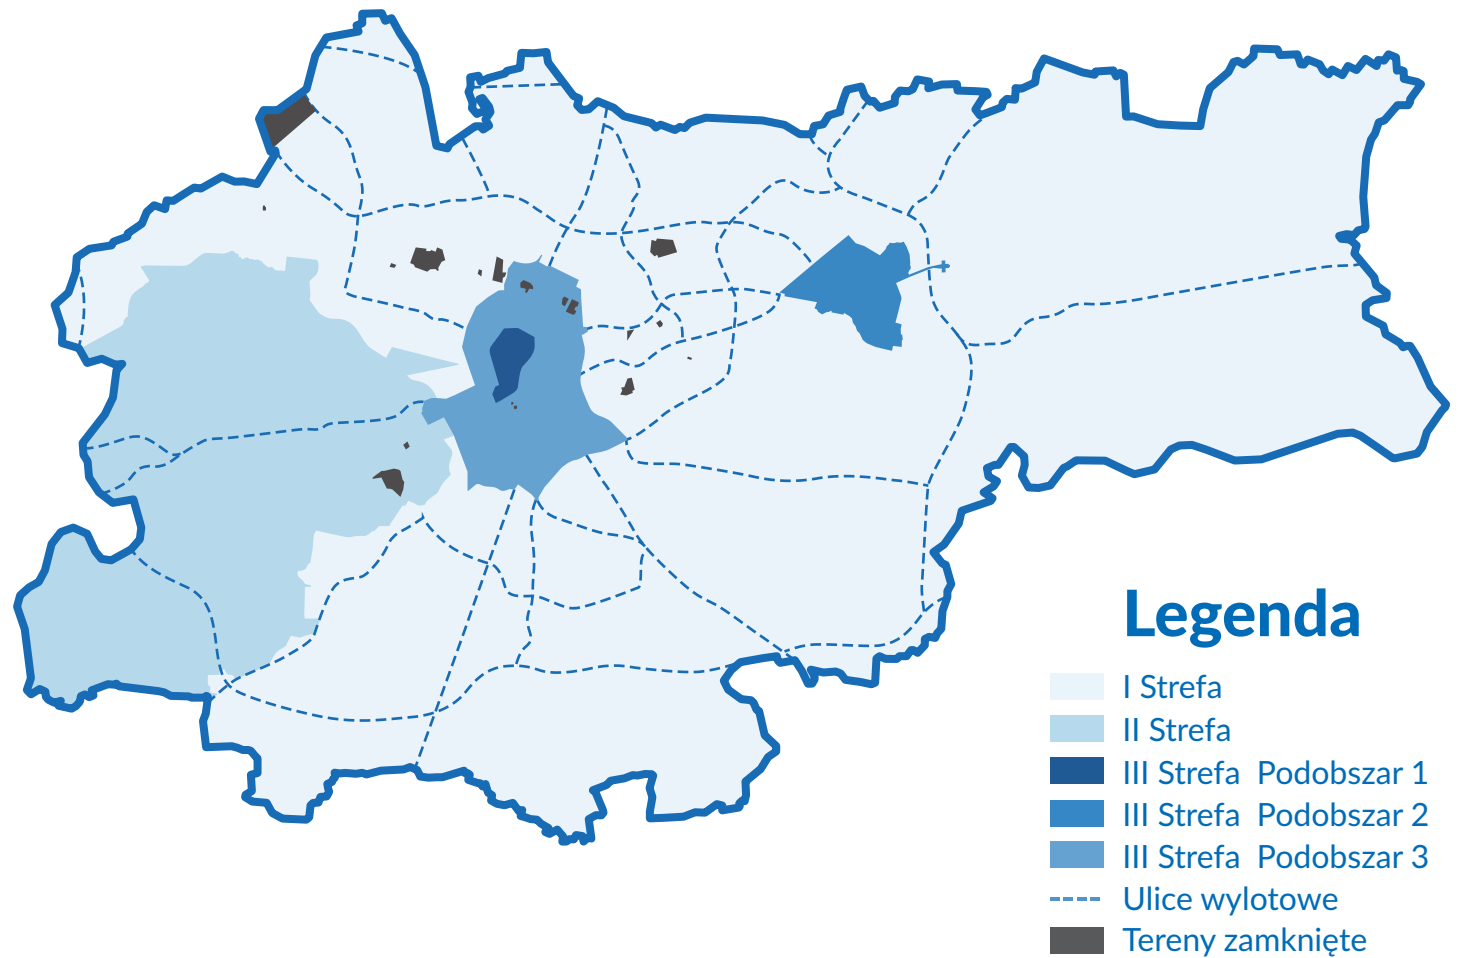 Legenda
I Strefa
II Strefa
III Strefa Podobszar 1
III Strefa Podobszar 2
III Strefa Podobszar 3
Ulice wylotowe
Tereny zamknięte